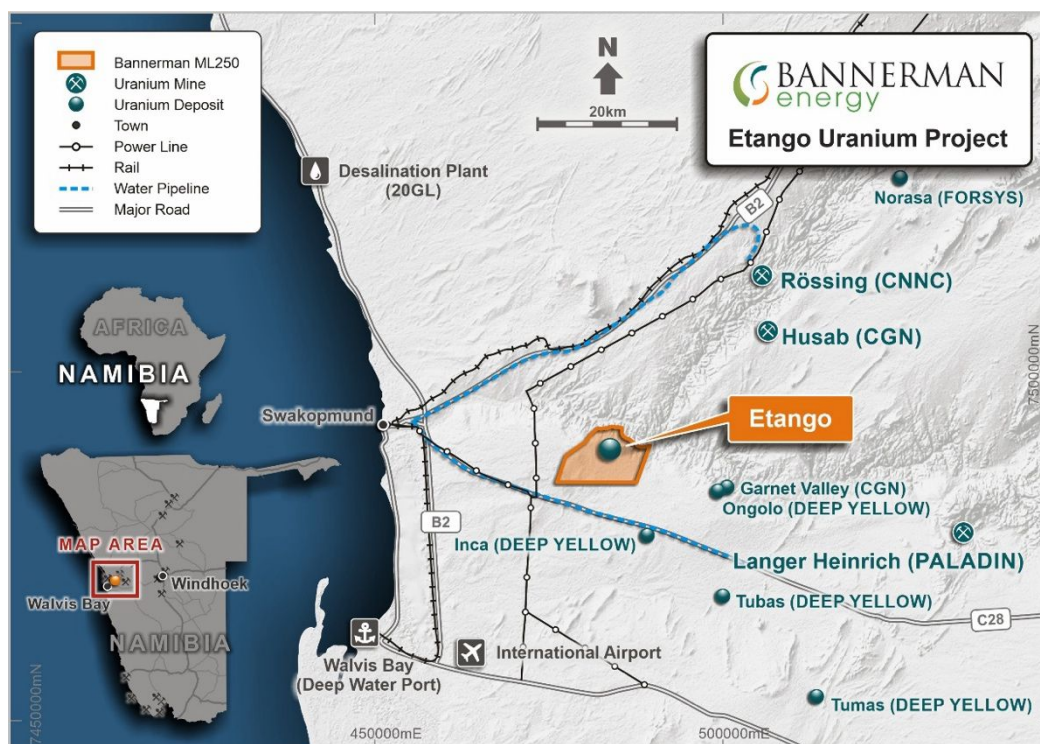 Bannerman ML250
Uranium Mine
Uranium Deposit
Town
Power Line
Rail
Water Pipeline
Major Road
N
20km
BANNERMAN
energy
Etango Uranium Project
Desalination Plant
(20GL)
B2
Norasa (FORSYS)
Rössing (CNNC)
Husab (CGN)
7500000mN
AFRICA
NAMIBIA
Swakopmund
Etango
Garnet Valley (CGN)
Ongolo (DEEP YELLOW)
B2
Inca (DEEP YELLOW)
Langer Heinrich (PALADIN)
MAP AREA
Windhoek
Walvis Bay
NAMIBIA
Tubas (DEEP YELLOW)
C28
Walvis Bay
(Deep Water Port)
International Airport
Tumas (DEEP YELLOW)
7450000mN
450000mE
500000mE